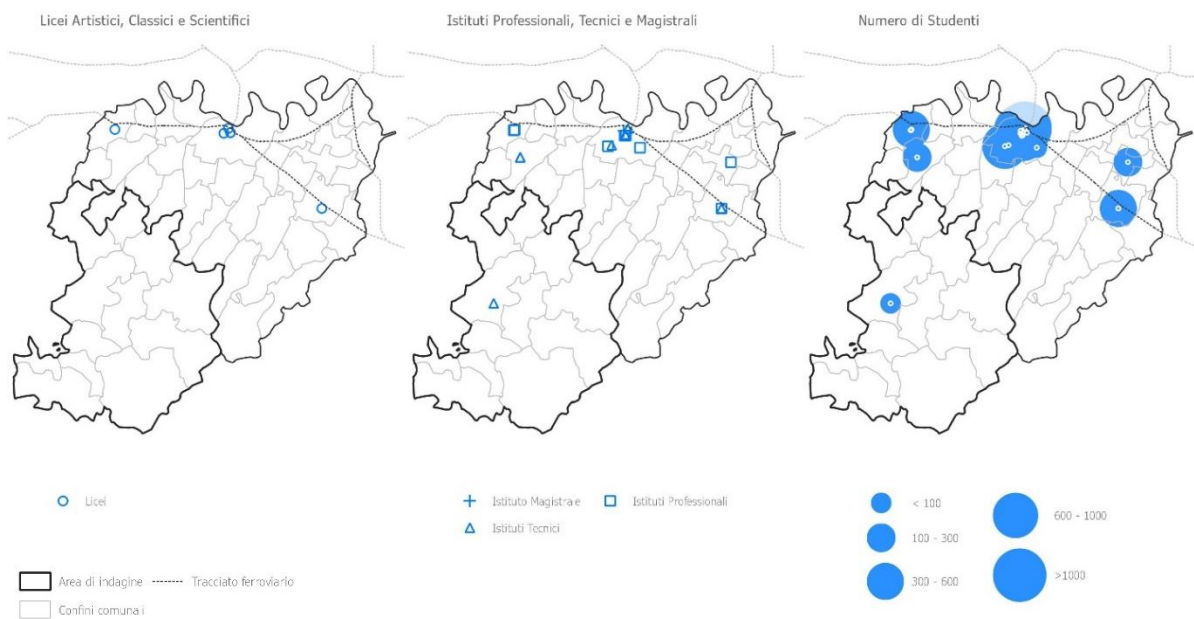 Licei Artistici, Classici e Scientifici
Istituti Professionali, Tecnici e Magistrali
Numero di Studenti
Licei
Istituto Magistrale
Istituti Professionali
Istituti Tecnici
< 100
100 - 300
300 - 600
600 - 1000
>1000
Area di indagine
Tracciato ferroviario
Confini comunali